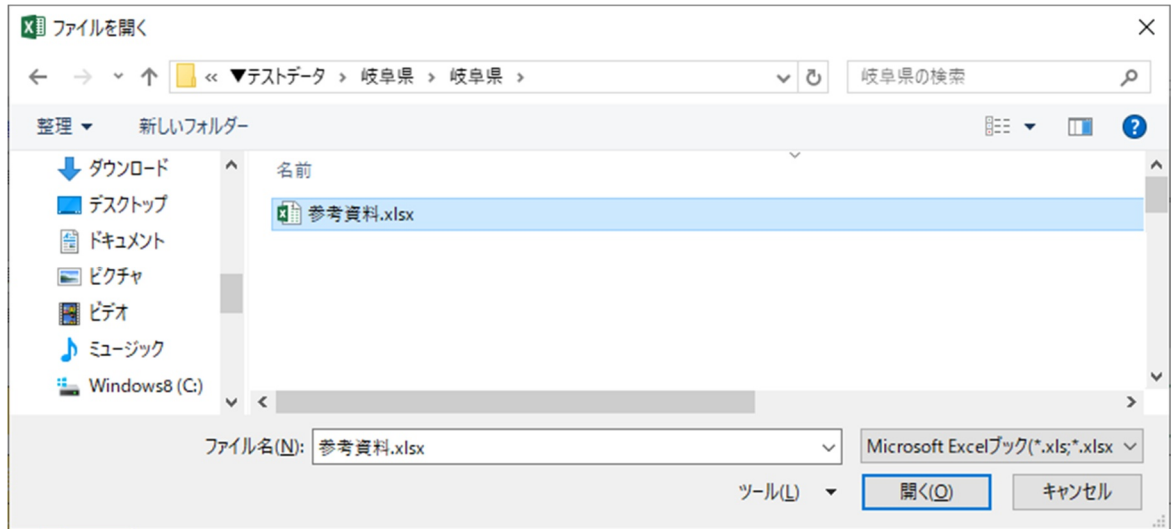 ファイルを開く
« ▼テストデータ › 岐阜県 › 岐阜県 › 岐阜県の検索
整理 新しいフォルダー
ダウンロード 名前
デスクトップ 参考資料.xlsx
ドキュメント
ピクチャ
ビデオ
ミュージック
Windows8 (C:)
ファイル名(N): 参考資料.xlsx Microsoft Excelブック(*.xls;*.xlsx
ツール(L) 開く(O) キャンセル